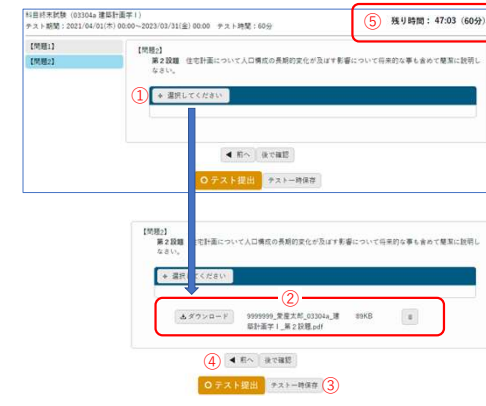 科目終末試験 (03304a 建築計画学Ⅰ)
テスト期間：2021/04/01(木) 00:00～2023/03/31(金) 00:00 テスト時間：60分
⑤ 残り時間： 47:03 (60分)
【問題1】
【問題2】
【問題2】
第2設題 住宅計画について人口構成の長期的変化が及ぼす影響について将来的な事も含めて簡潔に説明し
なさい。
① + 選択してください
◀ 前へ 後で確認
テスト提出 テスト一時保存
【問題2】
第2設題 住宅計画について人口構成の長期的変化が及ぼす影響について将来的な事も含めて簡潔に説明し
なさい。
+ 選択してください
②
ダウンロード 9999999_愛産太郎_03304a_建 89KB
築計画学Ⅰ_第2設題.pdf
④ ◀ 前へ 後で確認
テスト提出 テスト一時保存 ③